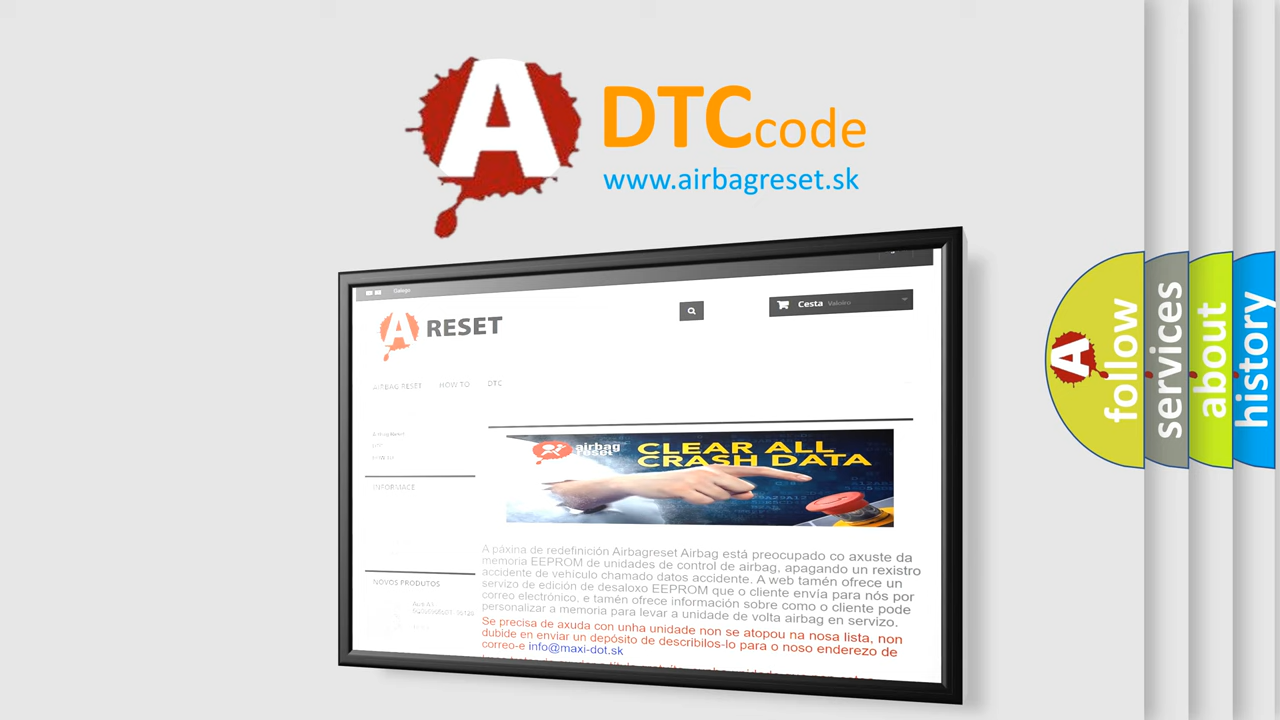 A DTCcode
www.airbagreset.sk
Galego
A RESET
Cesta Valeiro
AIRBAG RESET HOW TO DTC
INFORMACE
NOVOS PRODUTOS
airbag
reset
CLEAR ALL
CRASH DATA
A páxina de redefinición Airbagreset Airbag está preocupado co axuste da
memoria EEPROM de unidades de control de airbag, apagando un rexistro
accidente de vehículo chamado datos accidente. A web tamén ofrece un
servizo de edición de desaloxo EEPROM que o cliente envía para nós por
correo electrónico, e tamén ofrece información sobre como o cliente pode
personalizar a memoria para levar a unidade de volta airbag en servizo.
Se precisa de axuda con unha unidade non se atopou na nosa lista, non
dubide en enviar un depósito de describilos-lo para o noso enderezo de
correo-e info@maxi-dot.sk
A
follow
services
about
history